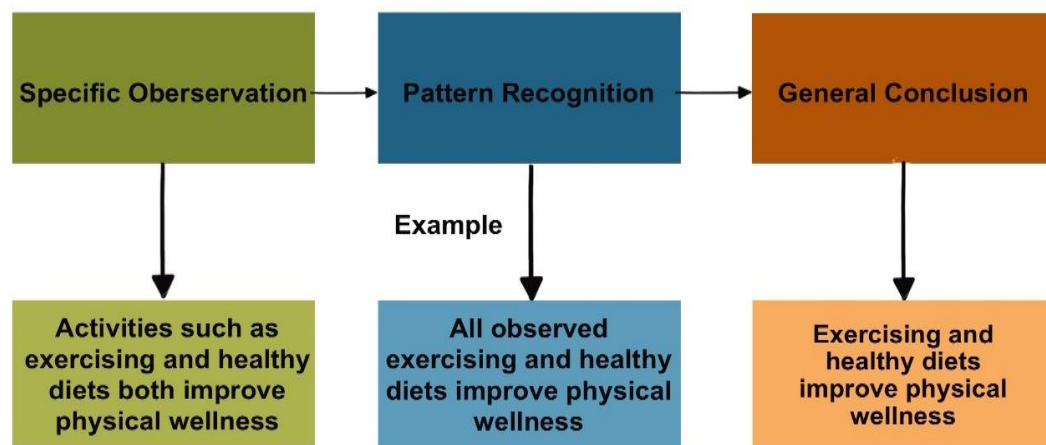 Specific Oberservation
Pattern Recognition
General Conclusion
Example
Activities such as
exercising and healthy
diets both improve
physical wellness
All observed
exercising and healthy
diets improve physical
wellness
Exercising and
healthy diets
improve physical
wellness